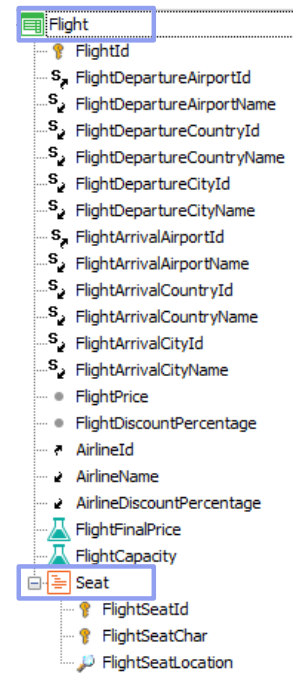 Flight
FlightId
FlightDepartureAirportId
FlightDepartureAirportName
FlightDepartureCountryId
FlightDepartureCountryName
FlightDepartureCityId
FlightDepartureCityName
FlightArrivalAirportId
FlightArrivalAirportName
FlightArrivalCountryId
FlightArrivalCountryName
FlightArrivalCityId
FlightArrivalCityName
FlightPrice
FlightDiscountPercentage
AirlineId
AirlineName
AirlineDiscountPercentage
FlightFinalPrice
FlightCapacity
Seat
FlightSeatId
FlightSeatChar
FlightSeatLocation